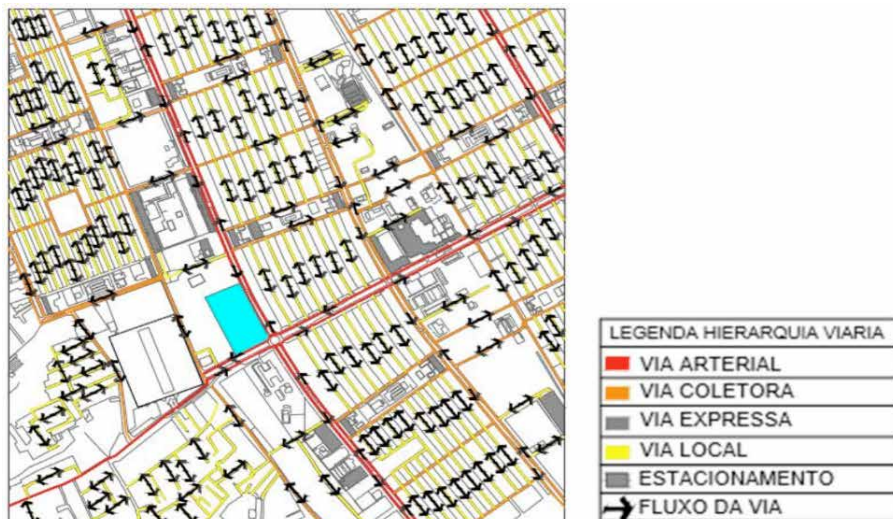 LEGENDA HIERARQUIA VIARIA
VIA ARTERIAL
VIA COLETORA
VIA EXPRESSA
VIA LOCAL
ESTACIONAMENTO
FLUXO DA VIA